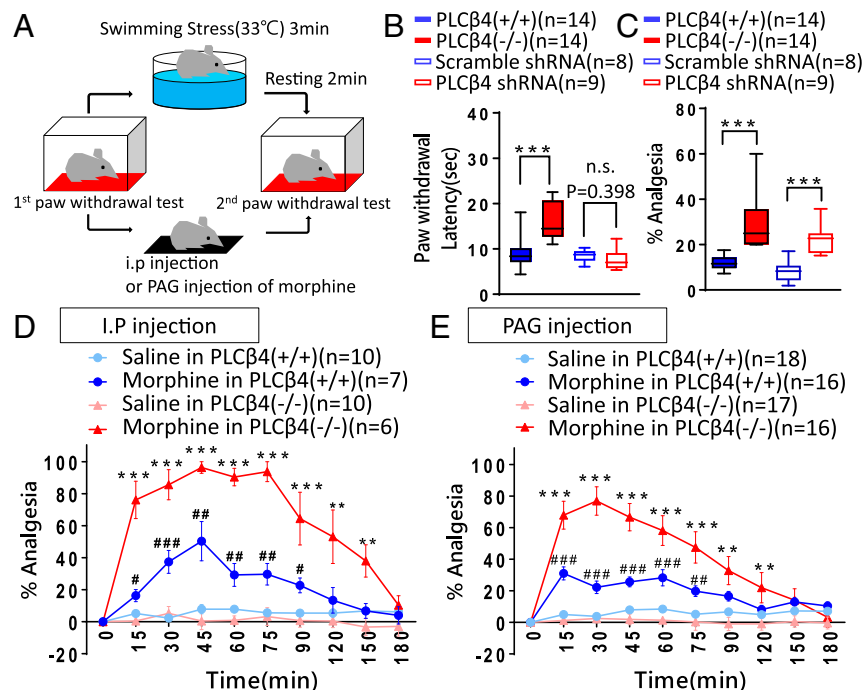 A
Swimming Stress(33℃) 3min
Resting 2min
1st paw withdrawal test
2nd paw withdrawal test
i.p injection
or PAG injection of morphine
B
PLCβ4(+/+)(n=14)
PLCβ4(-/-)(n=14)
Scramble shRNA(n=8)
PLCβ4 shRNA(n=9)
Paw withdrawal
Latency(sec)
40
30
20
10
0
***
n.s.
P=0.398
C
PLCβ4(+/+)(n=14)
PLCβ4(-/-)(n=14)
Scramble shRNA(n=8)
PLCβ4 shRNA(n=9)
% Analgesia
80
60
40
20
0
***
***
D
I.P injection
Saline in PLCβ4(+/+)(n=10)
Morphine in PLCβ4(+/+)(n=7)
Saline in PLCβ4(-/-)(n=10)
Morphine in PLCβ4(-/-)(n=6)
% Analgesia
100
80
60
40
20
0
-20
*** *** *** *** *** *** ** **
# ### ## ## ## #
0 15 30 45 60 75 90 120 150 180
Time(min)
E
PAG injection
Saline in PLCβ4(+/+)(n=18)
Morphine in PLCβ4(+/+)(n=16)
Saline in PLCβ4(-/-)(n=17)
Morphine in PLCβ4(-/-)(n=16)
% Analgesia
100
80
60
40
20
0
-20
*** *** *** *** *** ** **
### ### ### ### ##
0 15 30 45 60 75 90 120 150 180
Time(min)